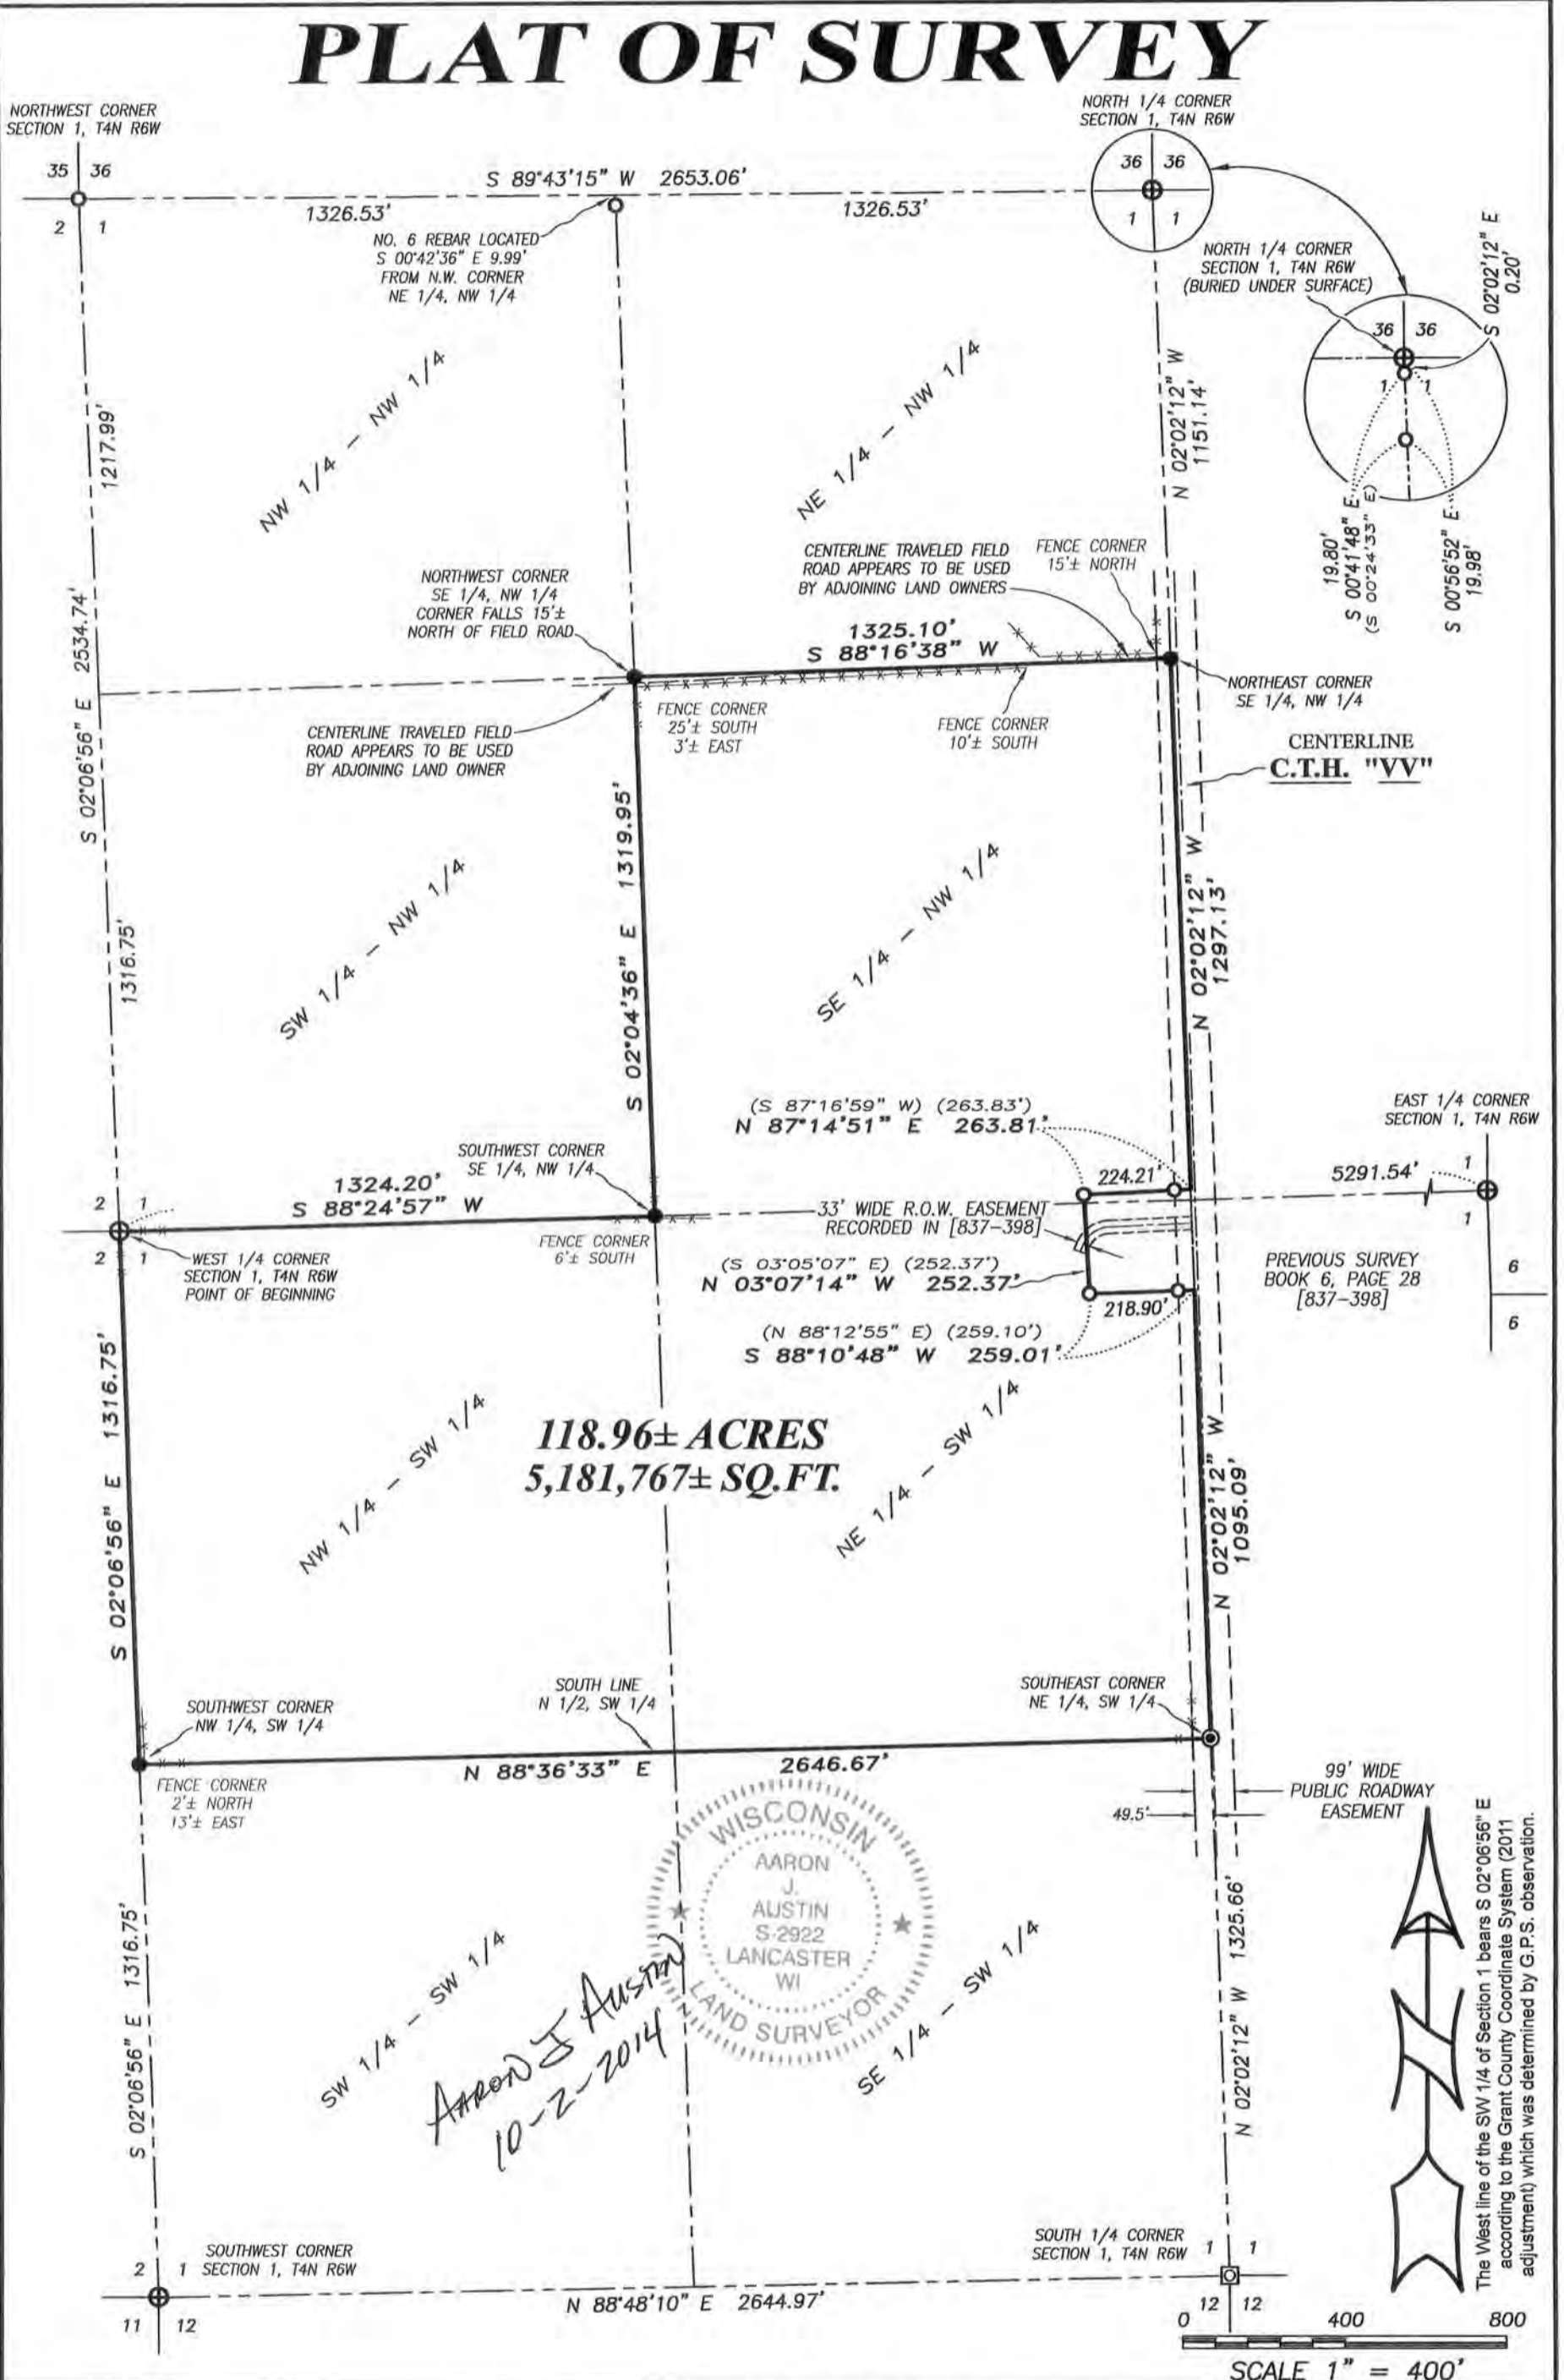 PLAT OF SURVEY
NORTHWEST CORNER
SECTION 1, T4N R6W
35 36
2 1
S 89°43'15" W 2653.06'
1326.53'
1326.53'
NORTH 1/4 CORNER
SECTION 1, T4N R6W
36 36
1 1
NO. 6 REBAR LOCATED
S 00°42'36" E 9.99'
FROM N.W. CORNER
NE 1/4, NW 1/4
NORTH 1/4 CORNER
SECTION 1, T4N R6W
(BURIED UNDER SURFACE)
S 02°02'12" E
0.20'
36 36
1 1
19.80'
S 00°41'48" E
(S 00°24'33" E)
S 00°56'52" E
19.98'
1217.99'
NW 1/4 - NW 1/4
NE 1/4 - NW 1/4
N 02°02'12" W
1151.14'
S 02°06'56" E 2534.74'
NORTHWEST CORNER
SE 1/4, NW 1/4
CORNER FALLS 15'±
NORTH OF FIELD ROAD
CENTERLINE TRAVELED FIELD
ROAD APPEARS TO BE USED
BY ADJOINING LAND OWNERS
FENCE CORNER
15'± NORTH
1325.10'
S 88°16'38" W
NORTHEAST CORNER
SE 1/4, NW 1/4
CENTERLINE TRAVELED FIELD
ROAD APPEARS TO BE USED
BY ADJOINING LAND OWNER
FENCE CORNER
25'± SOUTH
3'± EAST
FENCE CORNER
10'± SOUTH
CENTERLINE
C.T.H. "VV"
1316.75'
SW 1/4 - NW 1/4
S 02°04'36" E 1319.95'
SE 1/4 - NW 1/4
N 02°02'12" W
1297.13'
(S 87°16'59" W) (263.83')
N 87°14'51" E 263.81'
EAST 1/4 CORNER
SECTION 1, T4N R6W
SOUTHWEST CORNER
SE 1/4, NW 1/4
224.21'
5291.54'
1
1
1324.20'
S 88°24'57" W
2 1
2 1
WEST 1/4 CORNER
SECTION 1, T4N R6W
POINT OF BEGINNING
33' WIDE R.O.W. EASEMENT
RECORDED IN [837-398]
FENCE CORNER
6'± SOUTH
(S 03°05'07" E) (252.37')
N 03°07'14" W 252.37'
PREVIOUS SURVEY
BOOK 6, PAGE 28
[837-398]
6
6
218.90'
(N 88°12'55" E) (259.10')
S 88°10'48" W 259.01'
S 02°06'56" E 1316.75'
NW 1/4 - SW 1/4
118.96± ACRES
5,181,767± SQ.FT.
NE 1/4 - SW 1/4
N 02°02'12" W
1095.09'
SOUTHWEST CORNER
NW 1/4, SW 1/4
SOUTH LINE
N 1/2, SW 1/4
SOUTHEAST CORNER
NE 1/4, SW 1/4
N 88°36'33" E 2646.67'
FENCE CORNER
2'± NORTH
13'± EAST
99' WIDE
PUBLIC ROADWAY
EASEMENT
49.5'
WISCONSIN
AARON
J.
AUSTIN
S-2922
LANCASTER
WI
LAND SURVEYOR
Aaron J Austin
10-2-2014
S 02°06'56" E 1316.75'
SW 1/4 - SW 1/4
SE 1/4 - SW 1/4
N 02°02'12" W 1325.66'
N
The West line of the SW 1/4 of Section 1 bears S 02°06'56" E
according to the Grant County Coordinate System (2011
adjustment) which was determined by G.P.S. observation.
SOUTHWEST CORNER
SECTION 1, T4N R6W
2 1
11 12
SOUTH 1/4 CORNER
SECTION 1, T4N R6W
1 1
12 12
N 88°48'10" E 2644.97'
0 400 800
SCALE 1" = 400'